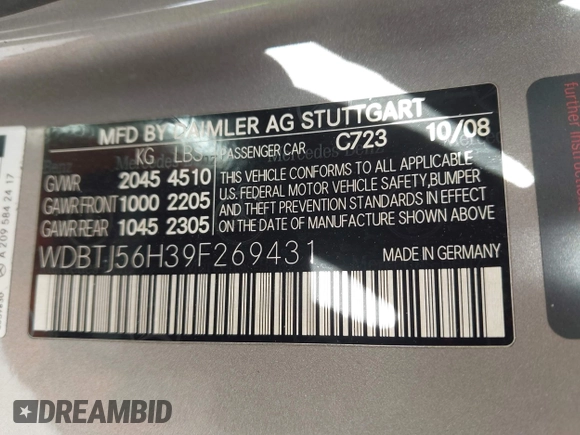 MFD BY DAIMLER AG STUTTGART
KG LBS PASSENGER CAR C723 10/08
GVWR 2045 4510
GAWR FRONT 1000 2205
GAWR REAR 1045 2305
THIS VEHICLE CONFORMS TO ALL APPLICABLE
U.S. FEDERAL MOTOR VEHICLE SAFETY, BUMPER
AND THEFT PREVENTION STANDARDS IN EFFECT
ON THE DATE OF MANUFACTURE SHOWN ABOVE.
WDBTJ56H39F269431 MADE IN GERMANY
A 209 584 24 17
further instruct
DREAMBID